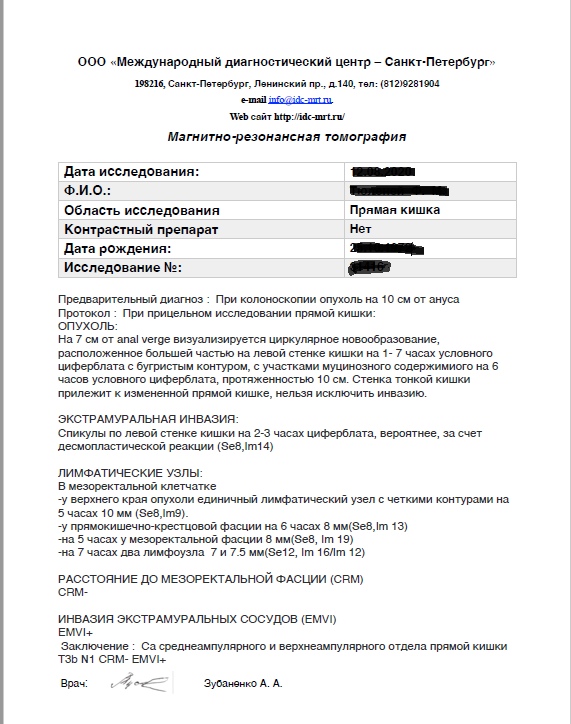 ООО «Международный диагностический центр – Санкт-Петербург»
198216, Санкт-Петербург, Ленинский пр., д.140, тел: (812)9281904
e-mail info@idc-mrt.ru.
Web сайт http://idc-mrt.ru/
Магнитно-резонансная томография
Дата исследования:
Ф.И.О.:
Область исследования Прямая кишка
Контрастный препарат Нет
Дата рождения:
Исследование №:
Предварительный диагноз : При колоноскопии опухоль на 10 см от ануса
Протокол : При прицельном исследовании прямой кишки:
ОПУХОЛЬ:
На 7 см от anal verge визуализируется циркулярное новообразование,
расположенное большей частью на левой стенке кишки на 1- 7 часах условного
циферблата с бугристым контуром, с участками муцинозного содержимиого на 6
часов условного циферблата, протяженностью 10 см. Стенка тонкой кишки
прилежит к измененной прямой кишке, нельзя исключить инвазию.
ЭКСТРАМУРАЛЬНАЯ ИНВАЗИЯ:
Спикулы по левой стенке кишки на 2-3 часах циферблата, вероятнее, за счет
десмопластической реакции (Se8,Im14)
ЛИМФАТИЧЕСКИЕ УЗЛЫ:
В мезоректальной клетчатке
-у верхнего края опухоли единичный лимфатический узел с четкими контурами на
5 часах 10 мм (Se8,Im9).
-у прямокишечно-крестцовой фасции на 6 часах 8 мм(Se8,Im 13)
-на 5 часах у мезоректальной фасции 8 мм(Se8, Im 19)
-на 7 часах два лимфоузла 7 и 7.5 мм(Se12, Im 16/Im 12)
РАССТОЯНИЕ ДО МЕЗОРЕКТАЛЬНОЙ ФАСЦИИ (CRM)
CRM-
ИНВАЗИЯ ЭКСТРАМУРАЛЬНЫХ СОСУДОВ (EMVI)
EMVI+
Заключение : Ca среднеампулярного и верхнеампулярного отдела прямой кишки
T3b N1 CRM- EMVI+
Врач: Зубаненко А. А.